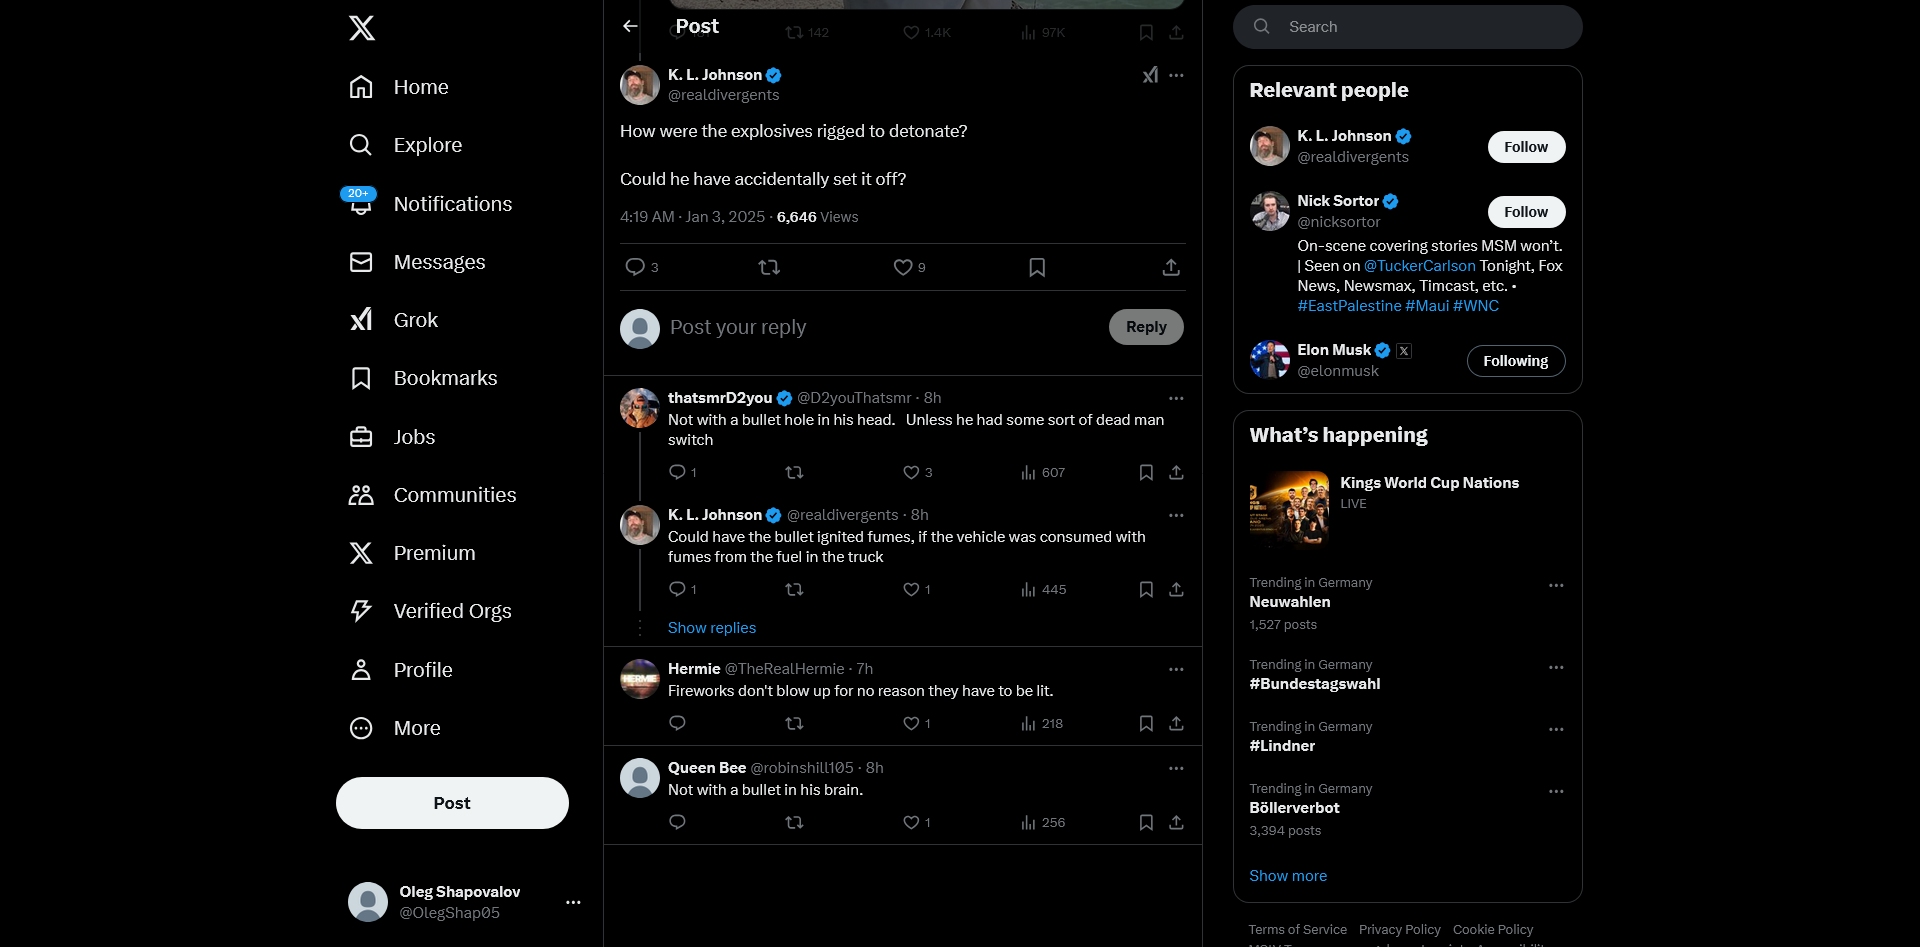 Home
Explore
20+
Notifications
Messages
Grok
Bookmarks
Jobs
Communities
Premium
Verified Orgs
Profile
More
Post
Oleg Shapovalov
@OlegShap05
Post
142
1.4K
97K
K. L. Johnson
@realdivergents
How were the explosives rigged to detonate?
Could he have accidentally set it off?
4:19 AM · Jan 3, 2025 · 6,646 Views
3
9
Post your reply
Reply
thatsmrD2you @D2youThatsmr · 8h
Not with a bullet hole in his head. Unless he had some sort of dead man
switch
1
3
607
K. L. Johnson @realdivergents · 8h
Could have the bullet ignited fumes, if the vehicle was consumed with
fumes from the fuel in the truck
1
1
445
Show replies
HERMIE
Hermie @TheRealHermie · 7h
Fireworks don't blow up for no reason they have to be lit.
1
218
Queen Bee @robinshill105 · 8h
Not with a bullet in his brain.
1
256
Search
Relevant people
K. L. Johnson
@realdivergents
Follow
Nick Sortor
@nicksortor
Follow
On-scene covering stories MSM won't.
| Seen on @TuckerCarlson Tonight, Fox
News, Newsmax, Timcast, etc. •
#EastPalestine #Maui #WNC
Elon Musk
@elonmusk
Following
What's happening
Kings World Cup Nations
LIVE
Trending in Germany
Neuwahlen
1,527 posts
Trending in Germany
#Bundestagswahl
Trending in Germany
#Lindner
Trending in Germany
Böllerverbot
3,394 posts
Show more
Terms of Service Privacy Policy Cookie Policy